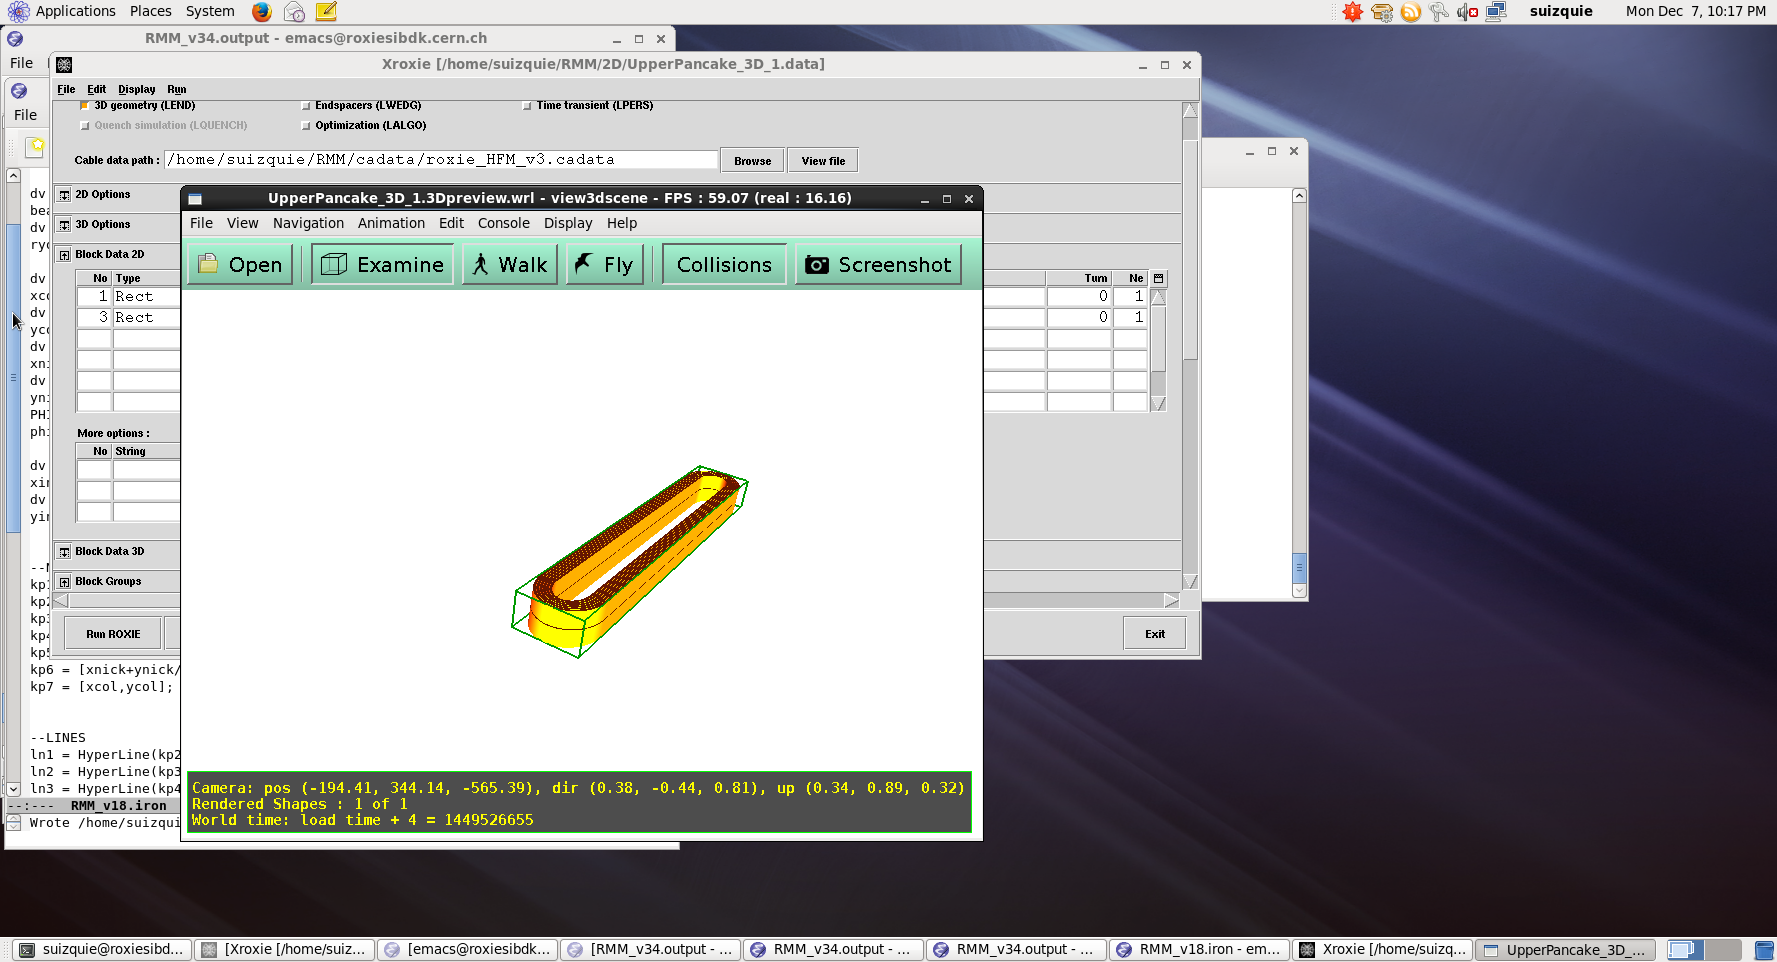 Applications Places System suizquie Mon Dec 7, 10:17 PM
RMM_v34.output - emacs@roxiesibdk.cern.ch
File
Xroxie [/home/suizquie/RMM/2D/UpperPancake_3D_1.data]
File Edit Display Run
File
3D geometry (LEND) Endspacers (LWEDG) Time transient (LPERS)
Quench simulation (LQUENCH) Optimization (LALGO)
Cable data path : /home/suizquie/RMM/cadata/roxie_HFM_v3.cadata Browse View file
2D Options
3D Options
Block Data 2D
No Type Turn Ne
1 Rect 0 1
3 Rect 0 1
More options :
No String
Block Data 3D
Block Groups
Run ROXIE Exit
UpperPancake_3D_1.3Dpreview.wrl - view3dscene - FPS : 59.07 (real : 16.16)
File View Navigation Animation Edit Console Display Help
Open Examine Walk Fly Collisions Screenshot
Camera: pos (-194.41, 344.14, -565.39), dir (0.38, -0.44, 0.81), up (0.34, 0.89, 0.32)
Rendered Shapes : 1 of 1
World time: load time + 4 = 1449526655
dv
dv
dv
dv
dv
dv
dv
dv
kp6 = [xnick+ynick/
kp7 = [xcol,ycol];
--LINES
ln1 = HyperLine(kp2
ln2 = HyperLine(kp3
ln3 = HyperLine(kp4
--:--- RMM_v18.iron
Wrote /home/suizqui
suizquie@roxiesibd... [Xroxie [/home/suiz... [emacs@roxiesibdk... [RMM_v34.output - ... RMM_v34.output - ... RMM_v34.output - ... RMM_v18.iron - em... Xroxie [/home/suizq... UpperPancake_3D_...